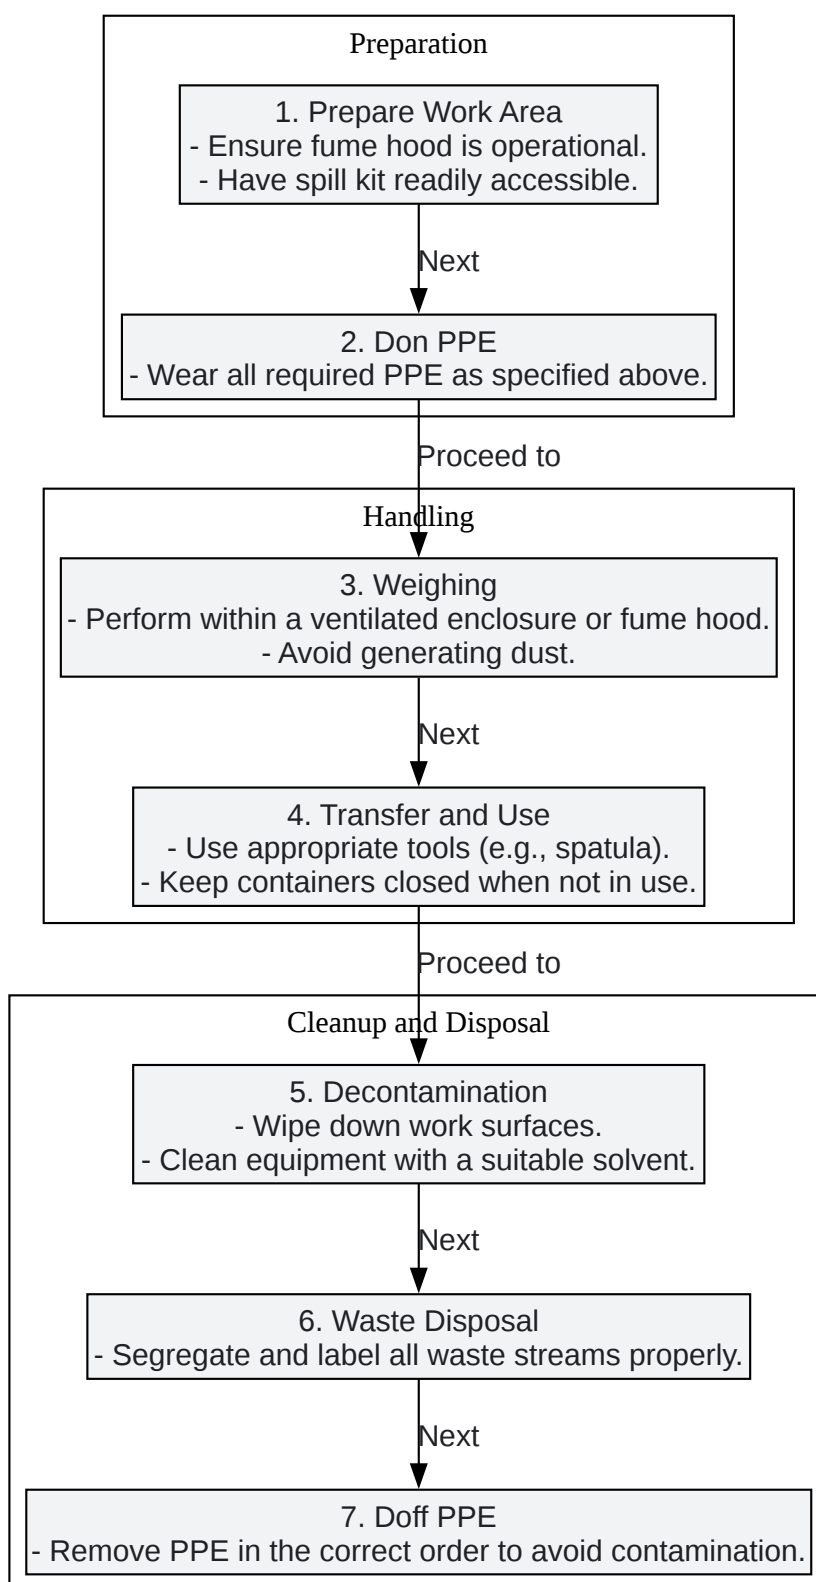 Preparation
1. Prepare Work Area
- Ensure fume hood is operational.
- Have spill kit readily accessible.
Next
2. Don PPE
- Wear all required PPE as specified above.
Proceed to
Handling
3. Weighing
- Perform within a ventilated enclosure or fume hood.
- Avoid generating dust.
Next
4. Transfer and Use
- Use appropriate tools (e.g., spatula).
- Keep containers closed when not in use.
Proceed to
Cleanup and Disposal
5. Decontamination
- Wipe down work surfaces.
- Clean equipment with a suitable solvent.
Next
6. Waste Disposal
- Segregate and label all waste streams properly.
Next
7. Doff PPE
- Remove PPE in the correct order to avoid contamination.